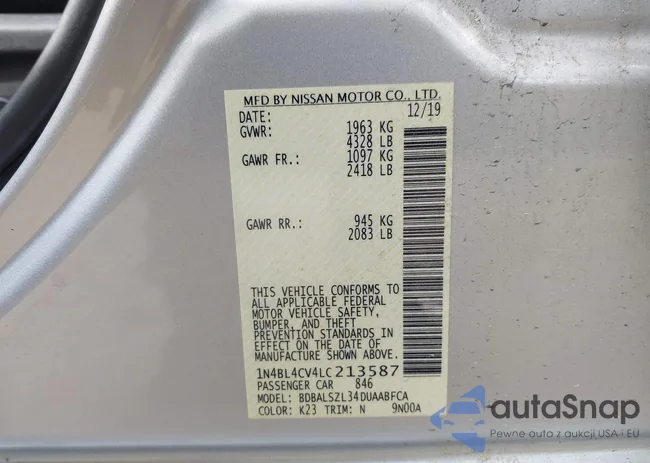 MFD BY NISSAN MOTOR CO., LTD.
DATE: 12/19
GVWR: 1963 KG
4328 LB
GAWR FR.: 1097 KG
2418 LB
GAWR RR.: 945 KG
2083 LB
THIS VEHICLE CONFORMS TO
ALL APPLICABLE FEDERAL
MOTOR VEHICLE SAFETY,
BUMPER, AND THEFT
PREVENTION STANDARDS IN
EFFECT ON THE DATE OF
MANUFACTURE SHOWN ABOVE.
1N4BL4CV4LC213587
PASSENGER CAR 846
MODEL: BDBALSZL34DUAABFCA
COLOR: K23 TRIM: N 9N00A
autoSnap
Pewne auta z aukcji USA i EU